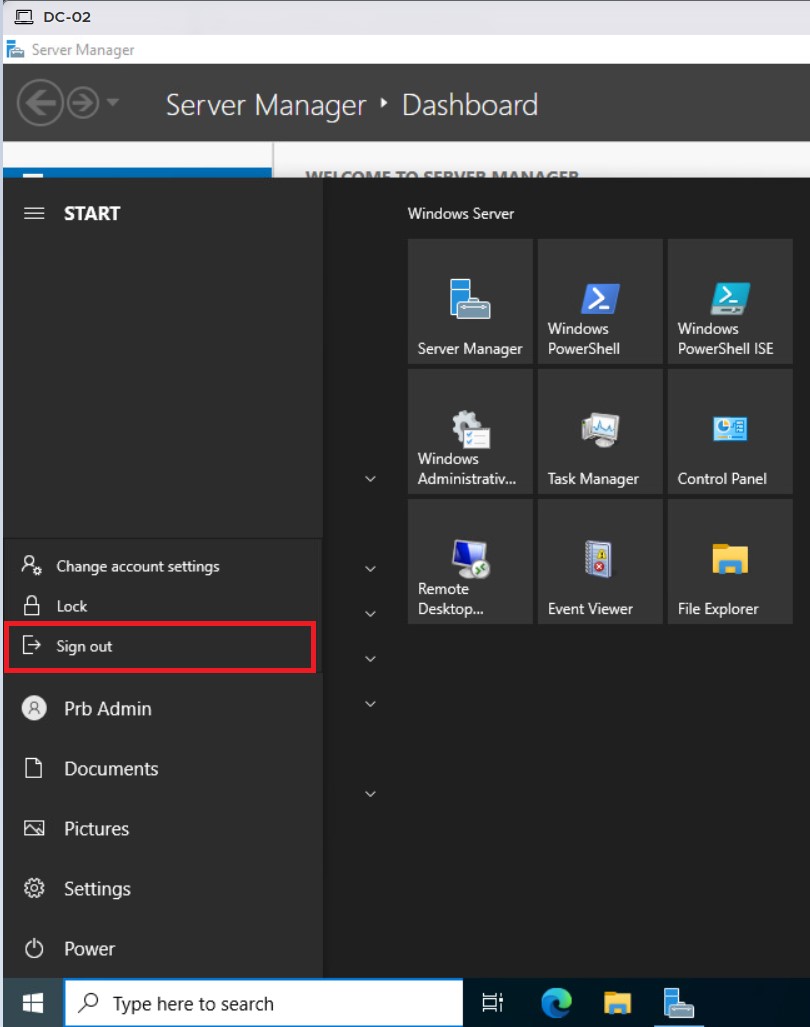 DC-02
Server Manager
Server Manager ‣ Dashboard
WELCOME TO SERVER MANAGER
START
Windows Server
Server Manager
Windows
PowerShell
Windows
PowerShell ISE
Windows
Administrativ...
Task Manager
Control Panel
Remote
Desktop...
Event Viewer
File Explorer
Change account settings
Lock
Sign out
Prb Admin
Documents
Pictures
Settings
Power
Type here to search